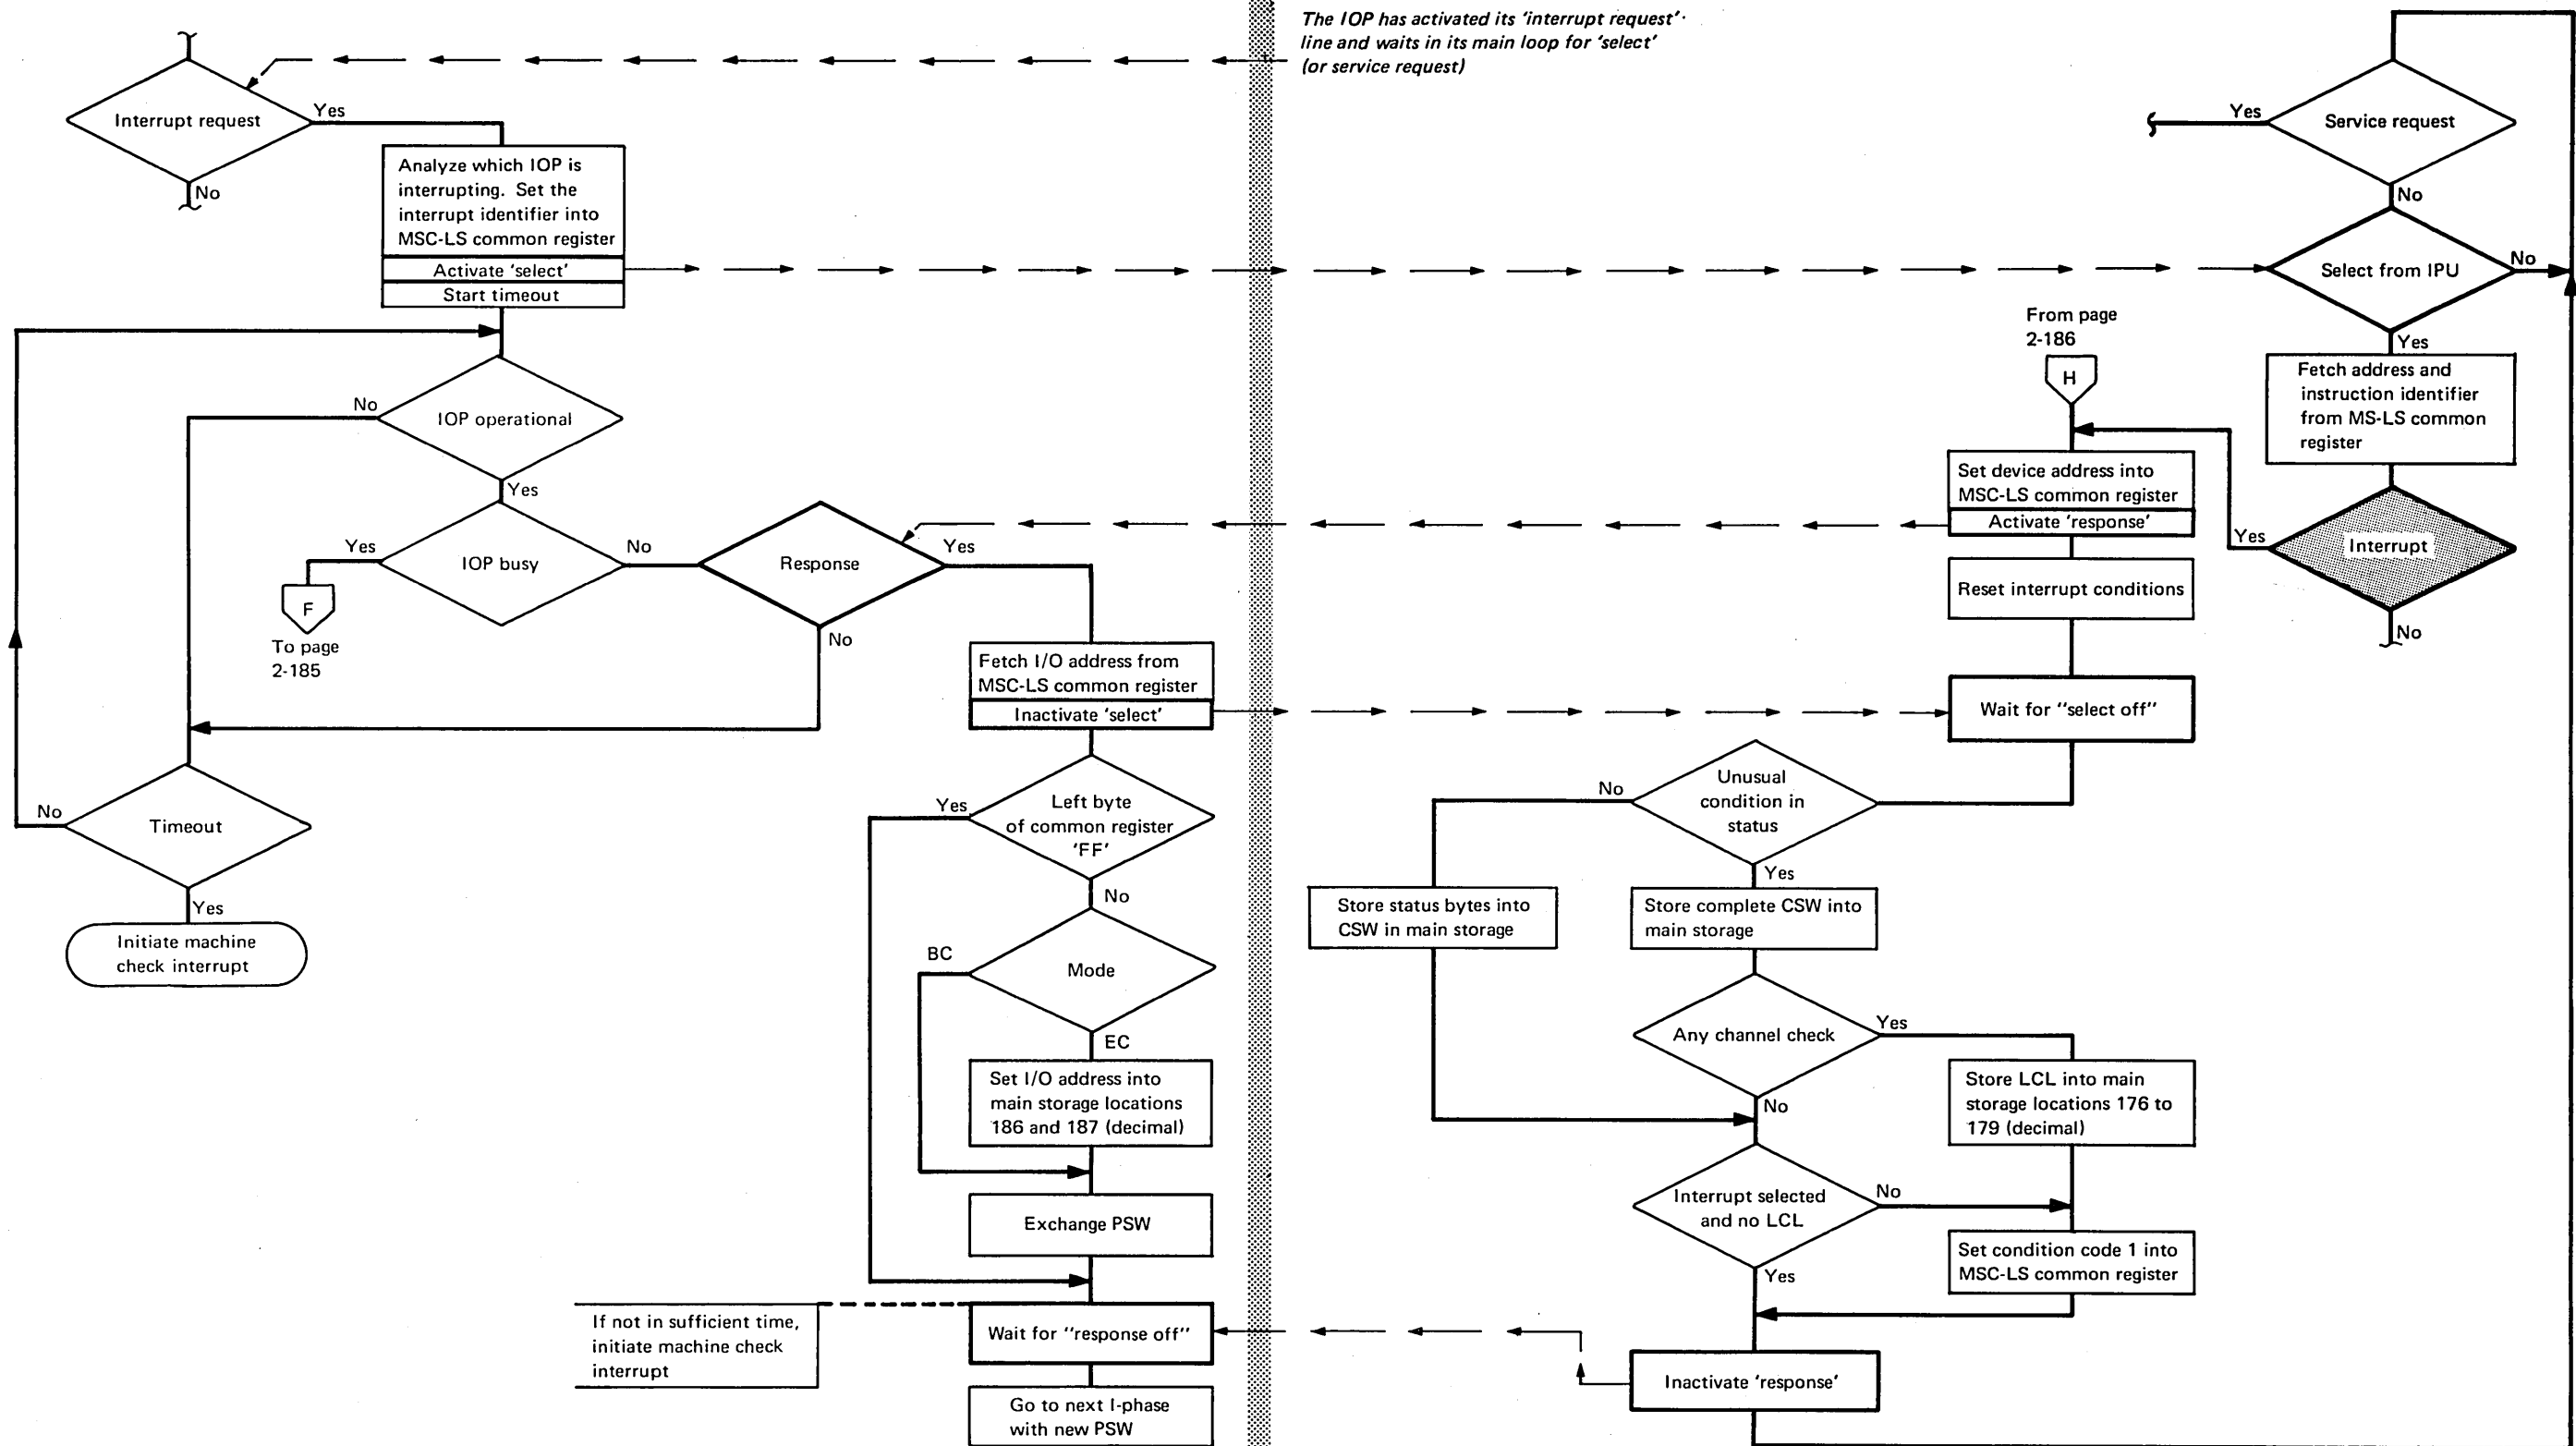 The IOP has activated its 'interrupt request'
line and waits in its main loop for 'select'
(or service request)
Interrupt request
Yes
No
Analyze which IOP is
interrupting. Set the
interrupt identifier into
MSC-LS common register
Activate 'select'
Start timeout
IOP operational
No
Yes
IOP busy
Yes
No
F
To page
2-185
Response
Yes
No
Timeout
No
Yes
Initiate machine
check interrupt
Fetch I/O address from
MSC-LS common register
Inactivate 'select'
Left byte
of common register
'FF'
Yes
No
Mode
BC
EC
Set I/O address into
main storage locations
186 and 187 (decimal)
Exchange PSW
If not in sufficient time,
initiate machine check
interrupt
Wait for "response off"
Go to next I-phase
with new PSW
Service request
Yes
No
Select from IPU
No
Yes
Fetch address and
instruction identifier
from MS-LS common
register
Interrupt
Yes
No
From page
2-186
H
Set device address into
MSC-LS common register
Activate 'response'
Reset interrupt conditions
Wait for "select off"
Unusual
condition in
status
No
Yes
Store status bytes into
CSW in main storage
Store complete CSW into
main storage
Any channel check
Yes
No
Store LCL into main
storage locations 176 to
179 (decimal)
Interrupt selected
and no LCL
No
Yes
Set condition code 1 into
MSC-LS common register
Inactivate 'response'